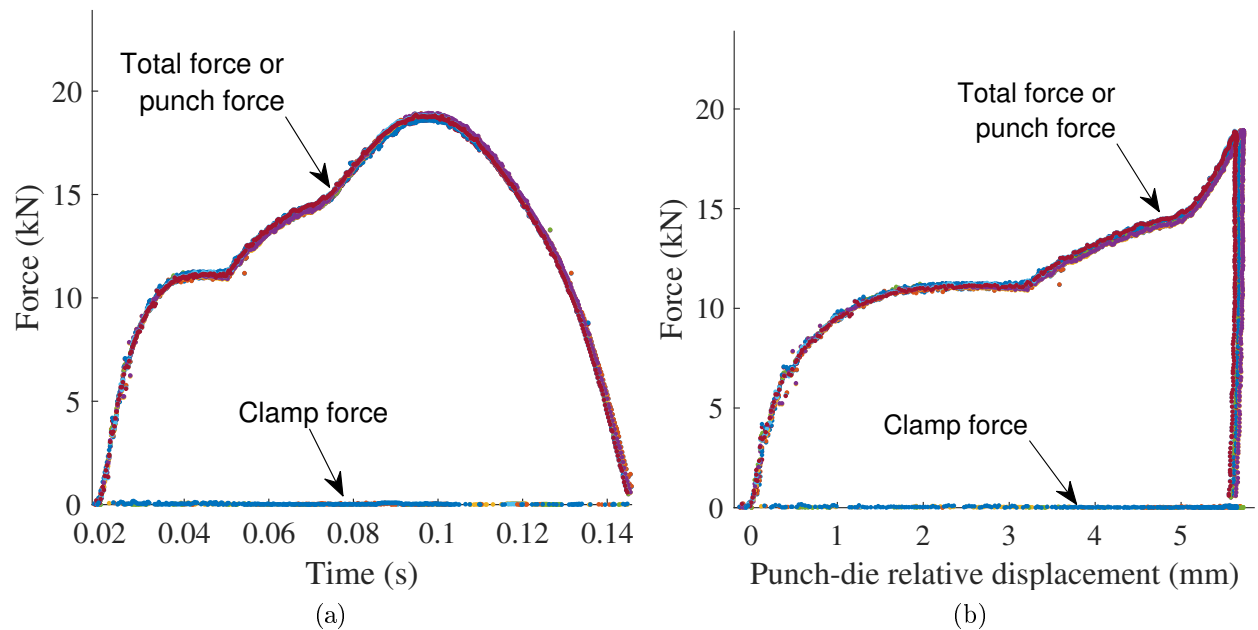 Total force or
punch force
Clamp force
Force (kN)
20
15
10
5
0
0.02 0.04 0.06 0.08 0.1 0.12 0.14
Time (s)
(a)
Total force or
punch force
Clamp force
Force (kN)
20
15
10
5
0
0 1 2 3 4 5
Punch-die relative displacement (mm)
(b)